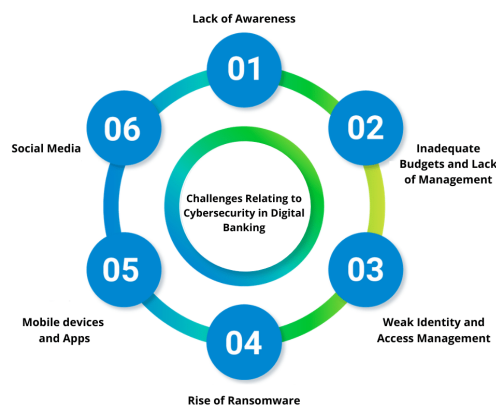 Lack of Awareness
01
02
Inadequate
Budgets and Lack
of Management
03
Weak Identity and
Access Management
04
Rise of Ransomware
05
Mobile devices
and Apps
06
Social Media
Challenges Relating to
Cybersecurity in Digital
Banking